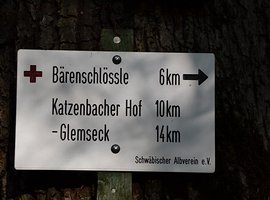 Bärenschlössle 6km
Katzenbacher Hof 10km
-Glemseck 14km
Schwäbischer Albverein e.V.